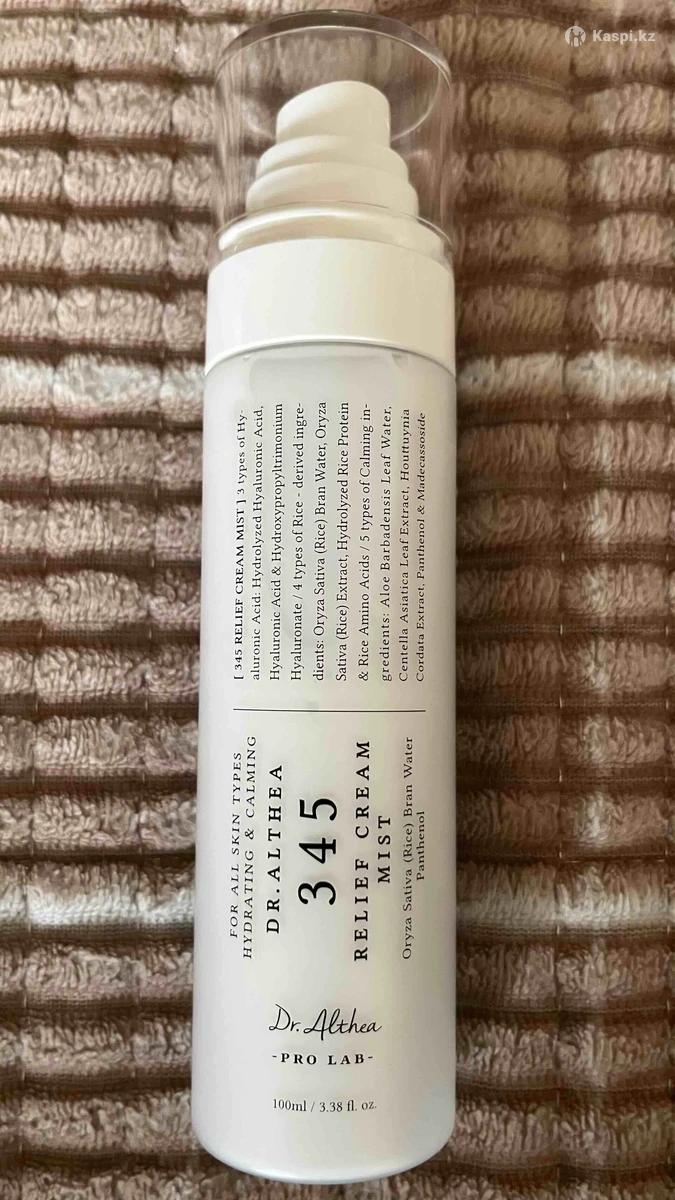 Kaspi.kz
[ 345 RELIEF CREAM MIST ] 3 types of Hy-
aluronic Acid: Hydrolyzed Hyaluronic Acid,
Hyaluronic Acid & Hydroxypropyltrimonium
Hyaluronate / 4 types of Rice - derived ingre-
dients: Oryza Sativa (Rice) Bran Water, Oryza
Sativa (Rice) Extract, Hydrolyzed Rice Protein
& Rice Amino Acids / 5 types of Calming in-
gredients: Aloe Barbadensis Leaf Water,
Centella Asiatica Leaf Extract, Houttuynia
Cordata Extract, Panthenol & Madecassoside
FOR ALL SKIN TYPES
HYDRATING & CALMING
DR.ALTHEA
345
RELIEF CREAM
MIST
Oryza Sativa (Rice) Bran Water
Panthenol
Dr.Althea
-PRO LAB-
100ml / 3.38 fl. oz.